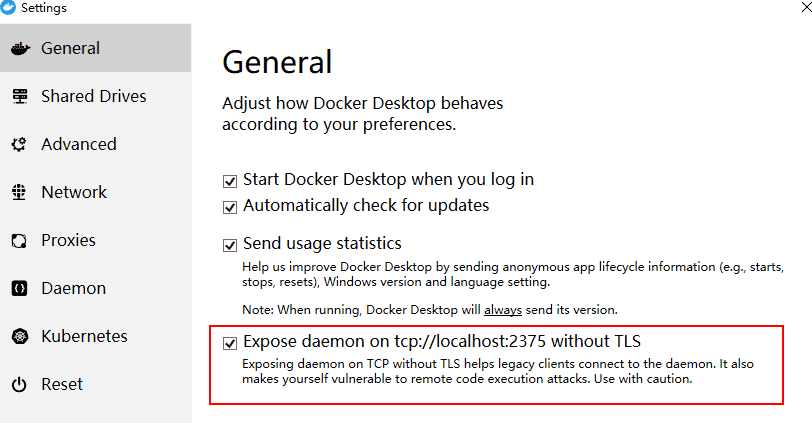 Settings
General
Shared Drives
Advanced
Network
Proxies
Daemon
Kubernetes
Reset
General
Adjust how Docker Desktop behaves
according to your preferences.
Start Docker Desktop when you log in
Automatically check for updates
Send usage statistics
Help us improve Docker Desktop by sending anonymous app lifecycle information (e.g., starts,
stops, resets), Windows version and language setting.
Note: When running, Docker Desktop will always send its version.
Expose daemon on tcp://localhost:2375 without TLS
Exposing daemon on TCP without TLS helps legacy clients connect to the daemon. It also
makes yourself vulnerable to remote code execution attacks. Use with caution.